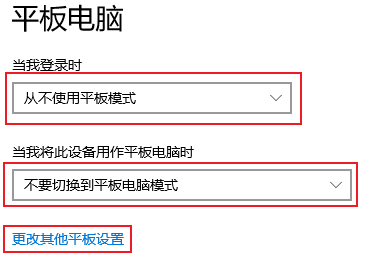 平板电脑
当我登录时
从不使用平板模式
当我将此设备用作平板电脑时
不要切换到平板电脑模式
更改其他平板设置